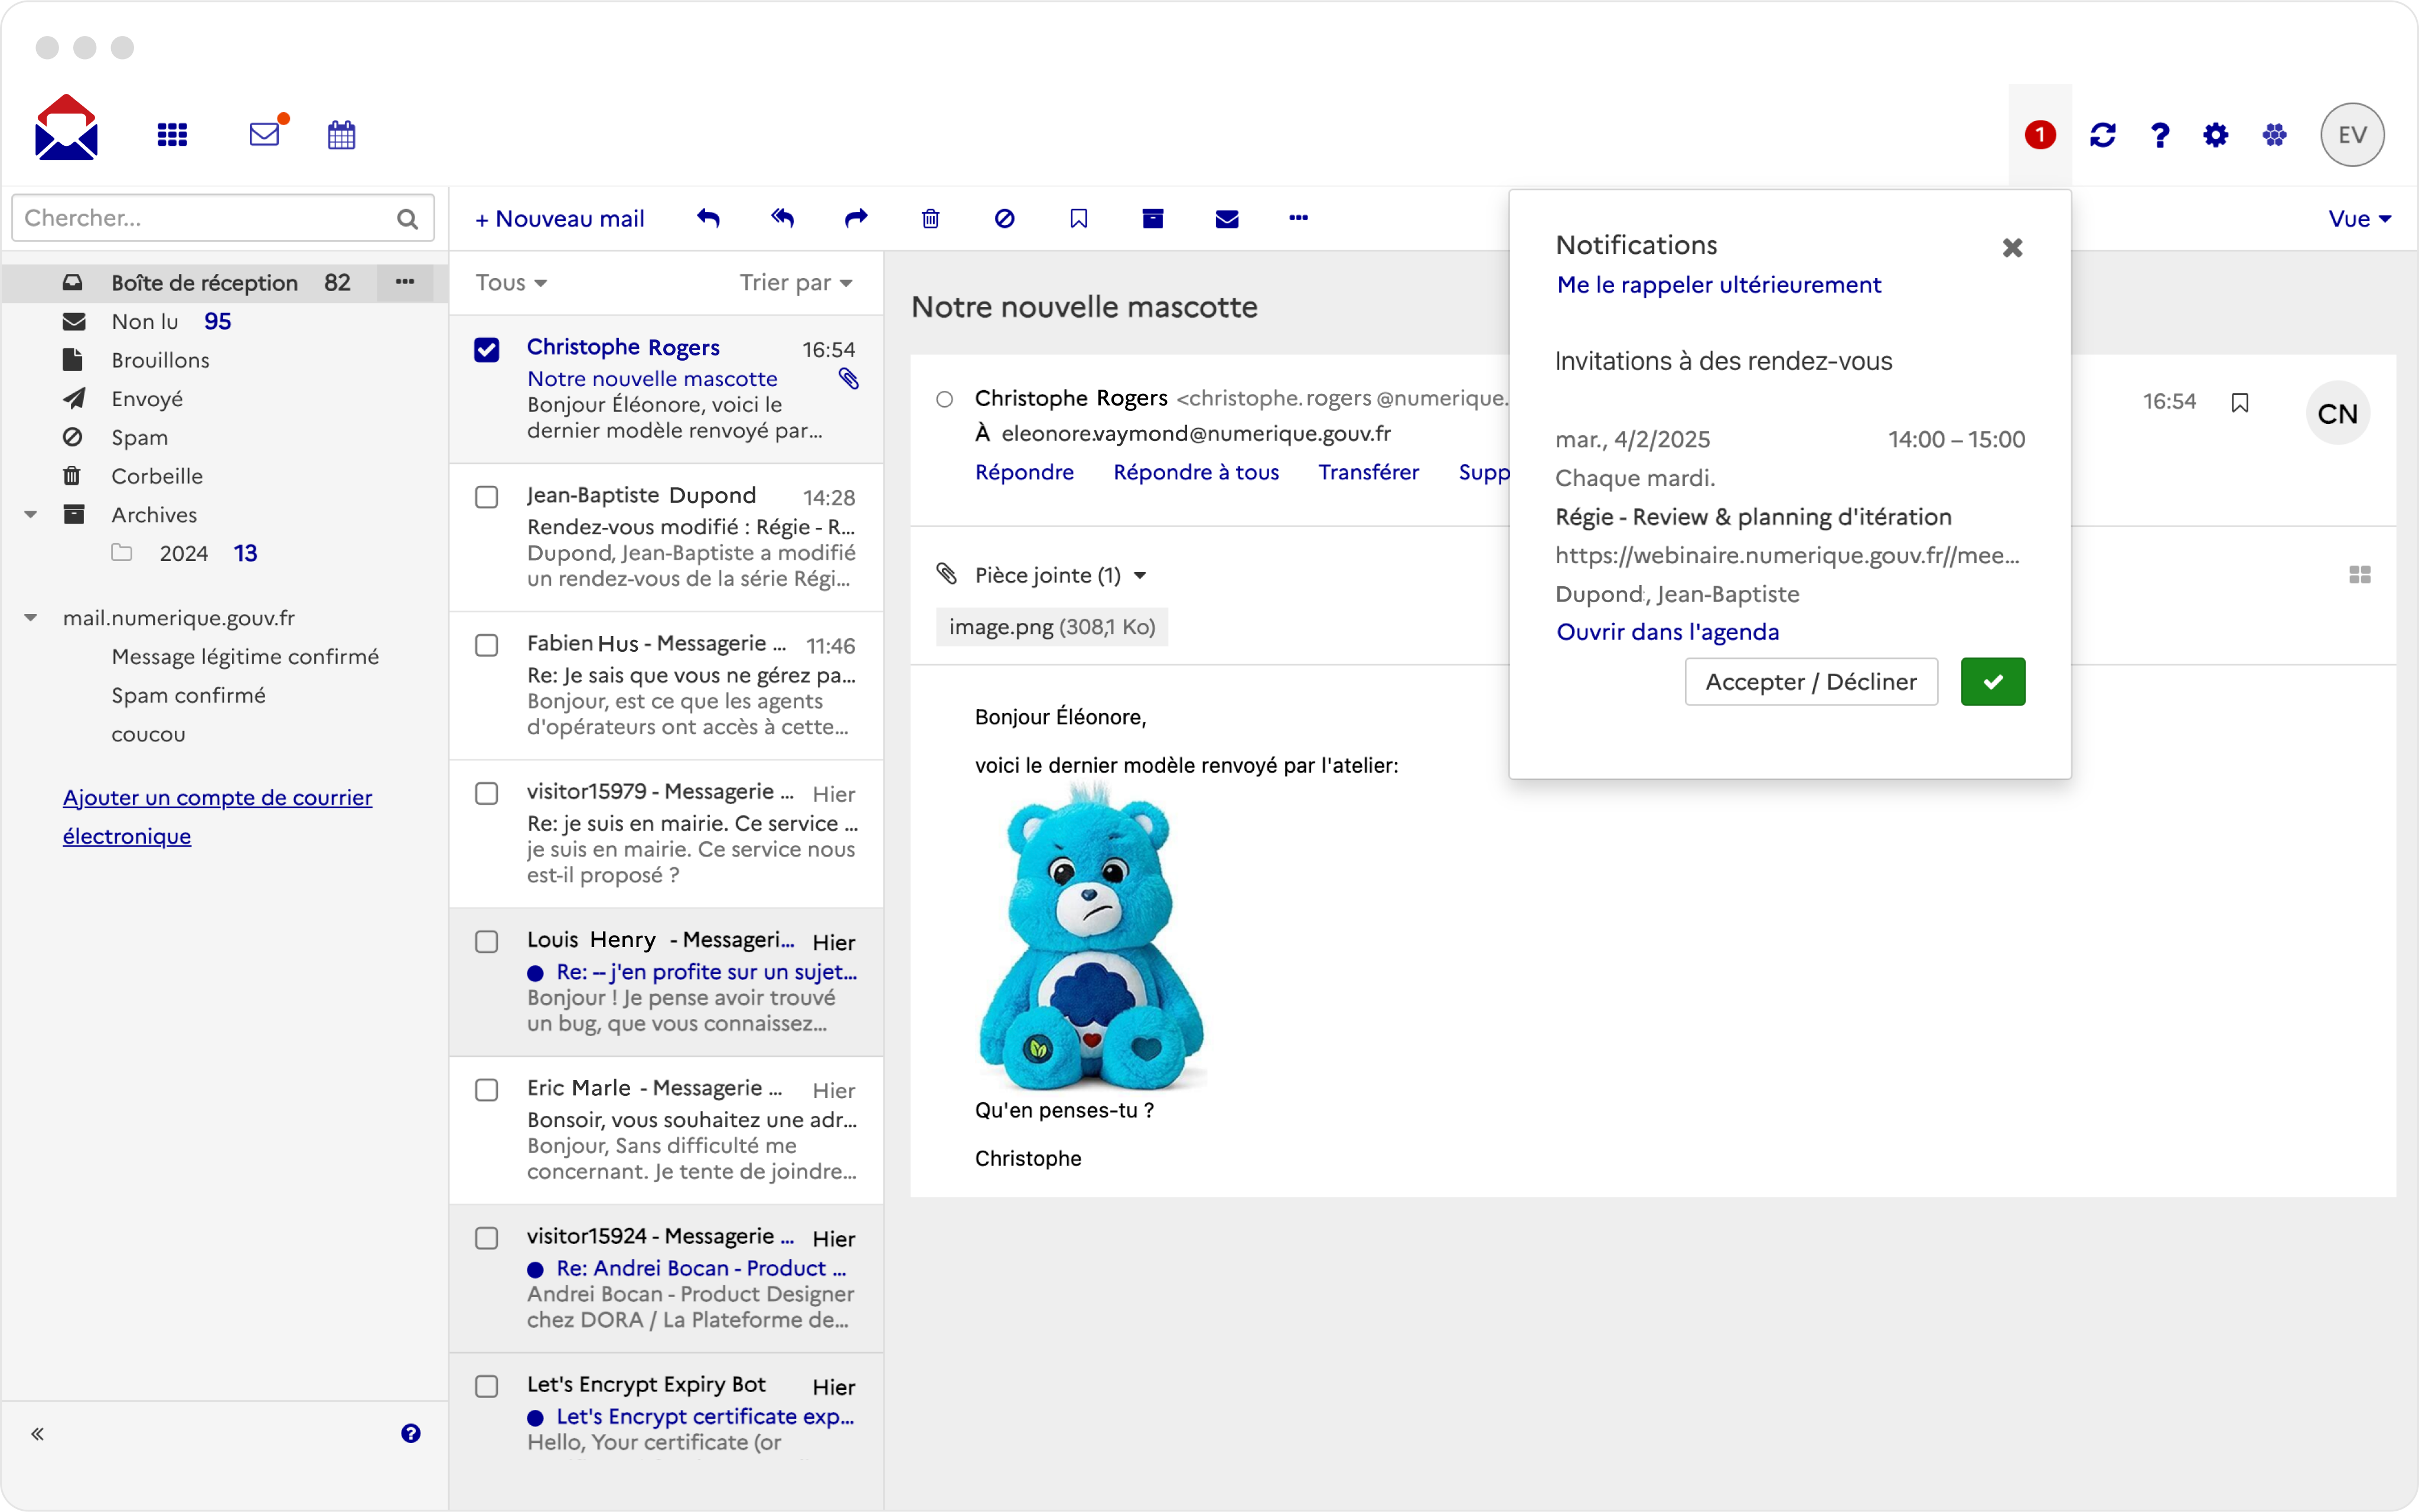 1
EV
Chercher...
+ Nouveau mail
Vue
Boîte de réception 82
Non lu 95
Brouillons
Envoyé
Spam
Corbeille
Archives
2024 13
mail.numerique.gouv.fr
Message légitime confirmé
Spam confirmé
coucou
Ajouter un compte de courrier
électronique
Tous
Trier par
Christophe Rogers 16:54
Notre nouvelle mascotte
Bonjour Éléonore, voici le
dernier modèle renvoyé par...
Jean-Baptiste Dupond 14:28
Rendez-vous modifié : Régie - R...
Dupond, Jean-Baptiste a modifié
un rendez-vous de la série Régi...
Fabien Hus - Messagerie ... 11:46
Re: Je sais que vous ne gérez pa...
Bonjour, est ce que les agents
d'opérateurs ont accès à cette...
visitor15979 - Messagerie ... Hier
Re: je suis en mairie. Ce service ...
je suis en mairie. Ce service nous
est-il proposé ?
Louis Henry - Messageri... Hier
Re: -- j'en profite sur un sujet...
Bonjour ! Je pense avoir trouvé
un bug, que vous connaissez...
Eric Marle - Messagerie ... Hier
Bonsoir, vous souhaitez une adr...
Bonjour, Sans difficulté me
concernant. Je tente de joindre...
visitor15924 - Messagerie ... Hier
Re: Andrei Bocan - Product ...
Andrei Bocan - Product Designer
chez DORA / La Plateforme de...
Let's Encrypt Expiry Bot Hier
Let's Encrypt certificate exp...
Hello, Your certificate (or
Notre nouvelle mascotte
Christophe Rogers <christophe.rogers @numerique.
16:54
CN
À eleonore.vaymond@numerique.gouv.fr
Répondre Répondre à tous Transférer Supp
Pièce jointe (1)
image.png (308,1 Ko)
Bonjour Éléonore,
voici le dernier modèle renvoyé par l'atelier:
Qu'en penses-tu ?
Christophe
Notifications
Me le rappeler ultérieurement
Invitations à des rendez-vous
mar., 4/2/2025 14:00 – 15:00
Chaque mardi.
Régie - Review & planning d'itération
https://webinaire.numerique.gouv.fr//mee...
Dupond, Jean-Baptiste
Ouvrir dans l'agenda
Accepter / Décliner